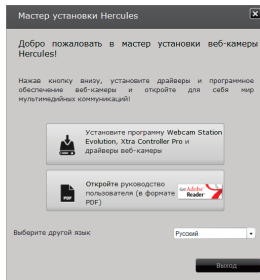 Мастер установки Hercules
Добро пожаловать в мастер установки веб-камеры
Hercules!
Нажав кнопку внизу, установите драйверы и программное
обеспечение веб-камеры и откройте для себя мир
мультимедийных коммуникаций!
Установите программу Webcam Station
Evolution, Xtra Controller Pro и
драйверы веб-камеры
Откройте руководство
пользователя (в формате
PDF)
PDF
Get Adobe
Reader
Выберите другой язык
Русский
Выход